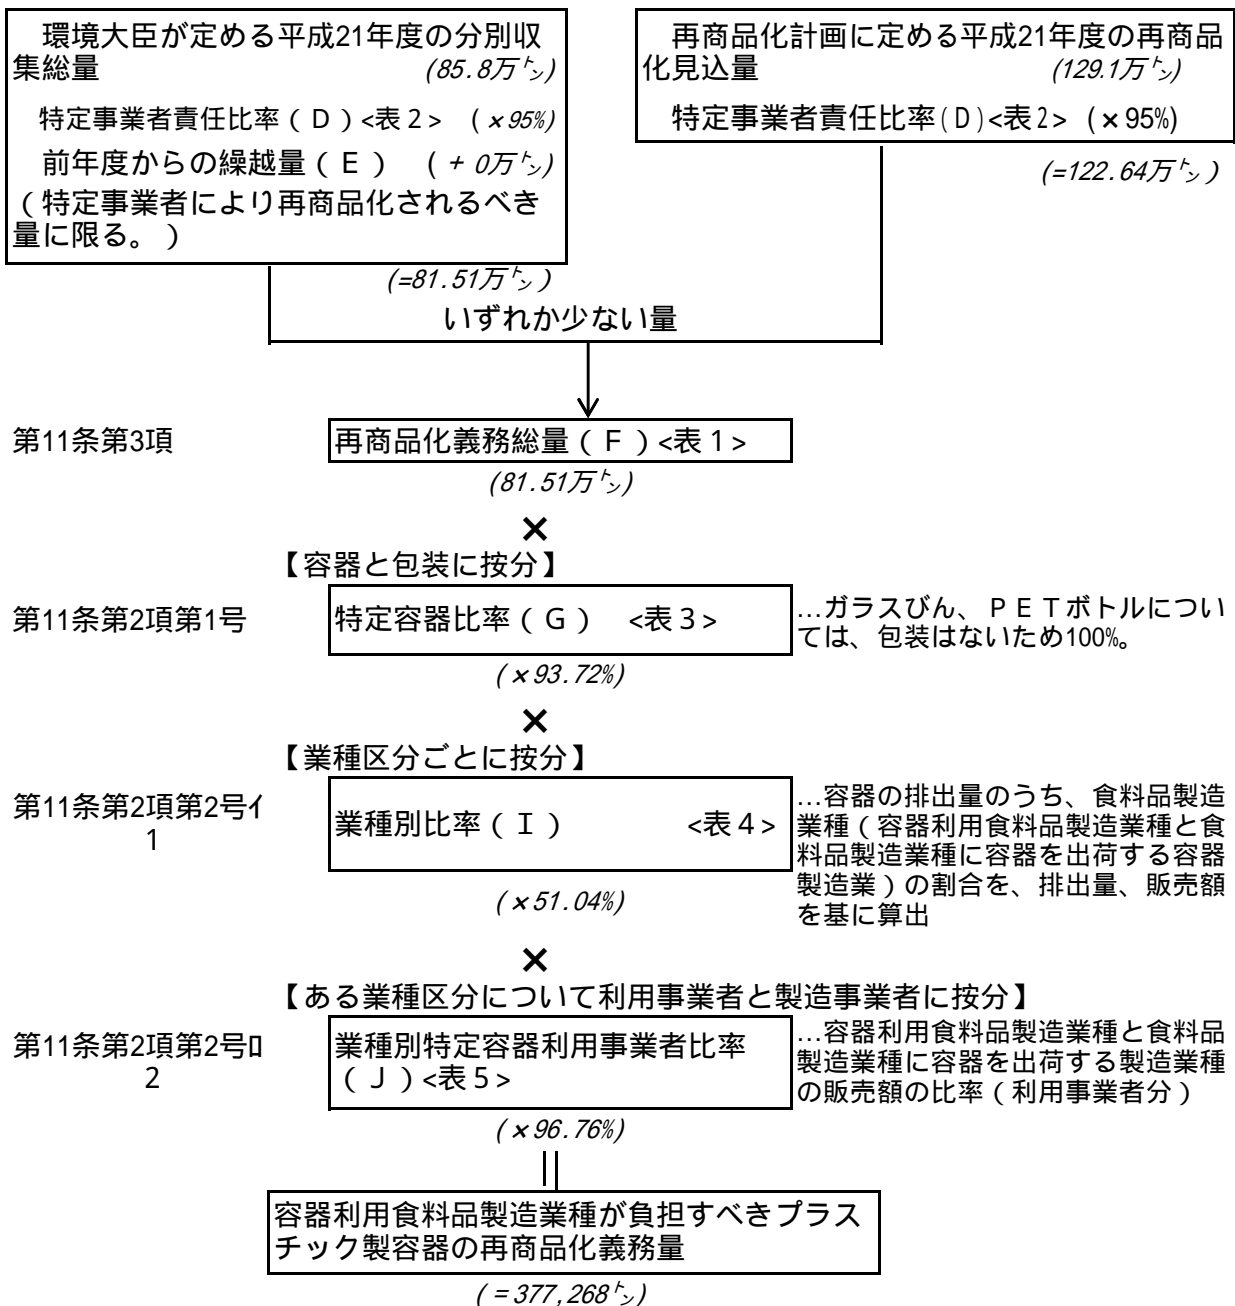 環境大臣が定める平成21年度の分別収
集総量 (85.8万㌧)
特定事業者責任比率(D)<表2> (×95%)
前年度からの繰越量(E) (+0万㌧)
(特定事業者により再商品化されるべき
量に限る。)
(=81.51万㌧)
再商品化計画に定める平成21年度の再商品
化見込量 (129.1万㌧)
特定事業者責任比率(D)<表2> (×95%)
(=122.64万㌧)
いずれか少ない量
第11条第3項
再商品化義務総量(F)<表1>
(81.51万㌧)
×
【容器と包装に按分】
第11条第2項第1号
特定容器比率(G) <表3>
…ガラスびん、PETボトルについ
ては、包装はないため100%。
(×93.72%)
×
【業種区分ごとに按分】
第11条第2項第2号イ
1
業種別比率(I) <表4>
…容器の排出量のうち、食料品製造
業種(容器利用食料品製造業種と食
料品製造業種に容器を出荷する容器
製造業)の割合を、排出量、販売額
を基に算出
(×51.04%)
×
【ある業種区分について利用事業者と製造事業者に按分】
第11条第2項第2号ロ
2
業種別特定容器利用事業者比率
(J)<表5>
…容器利用食料品製造業種と食料品
製造業種に容器を出荷する製造業種
の販売額の比率(利用事業者分)
(×96.76%)
||
容器利用食料品製造業種が負担すべきプラス
チック製容器の再商品化義務量
(=377,268㌧)